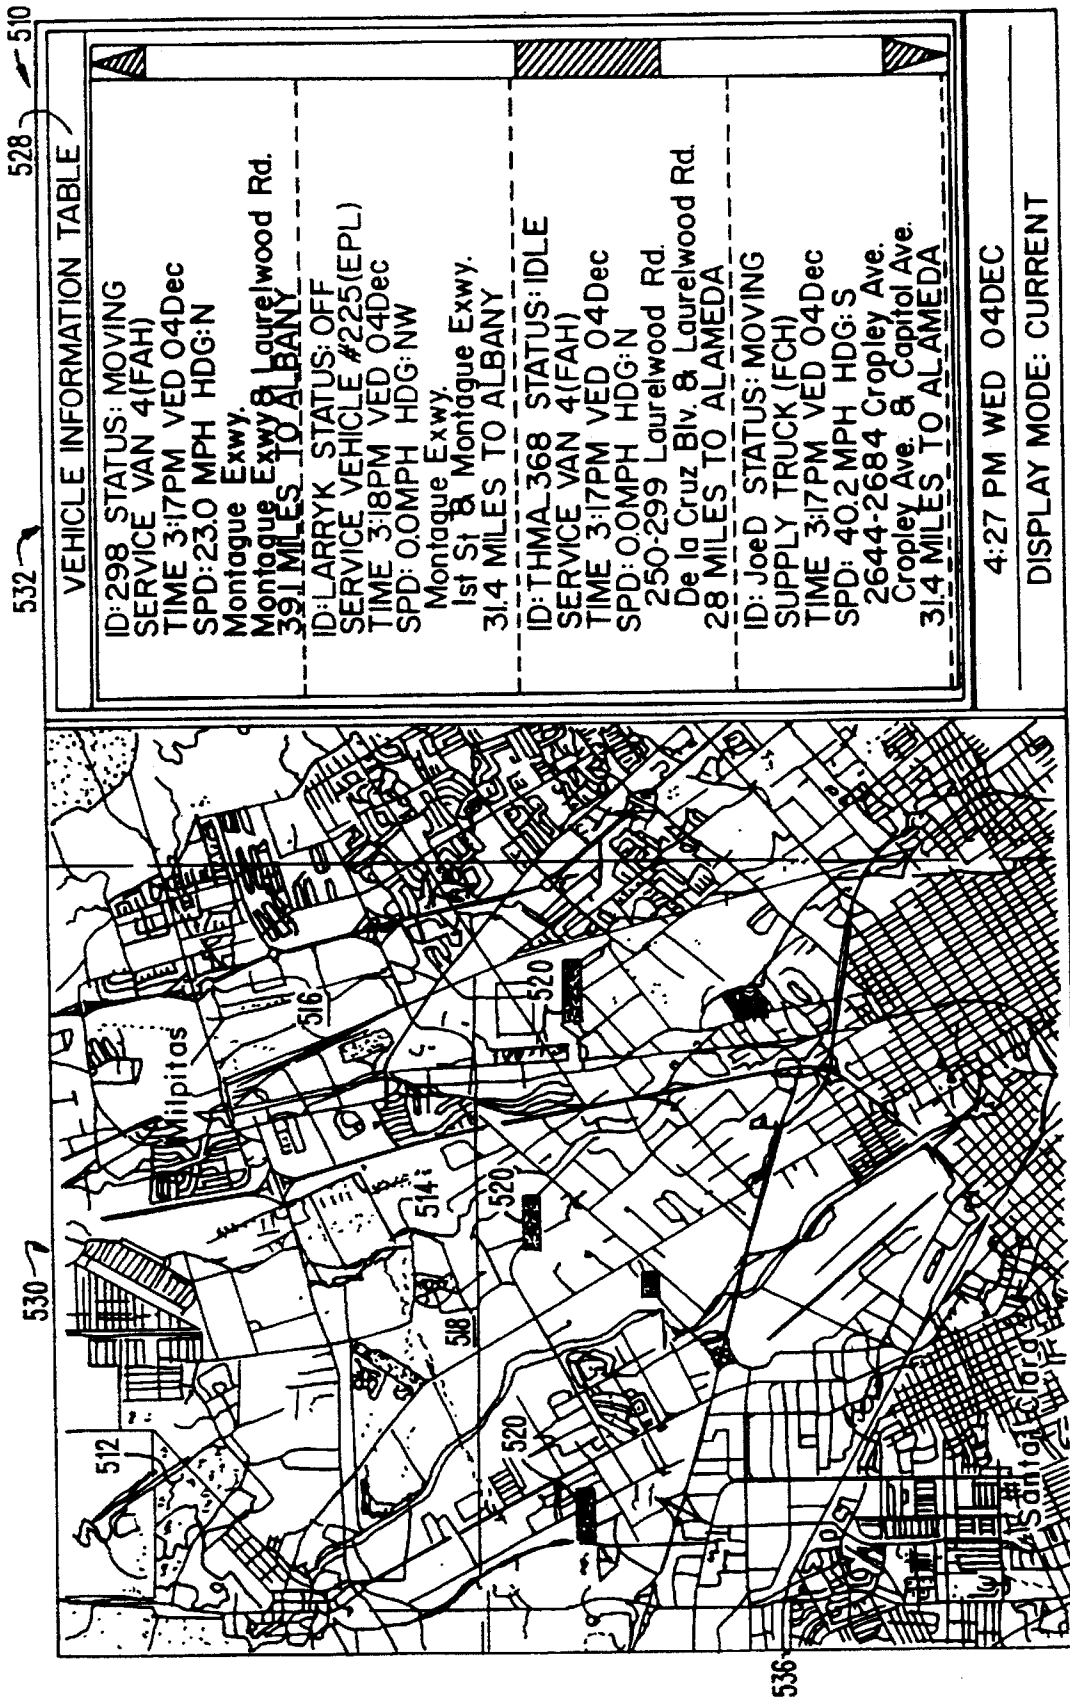 510
528
532
VEHICLE INFORMATION TABLE
ID:298 STATUS: MOVING
SERVICE VAN 4(FAH)
TIME 3:17PM VED 04Dec
SPD:23.0 MPH HDG:N
Montague Exwy.
Montague Exwy & Laurelwood Rd.
391 MILES TO ALBANY
ID:LARRYK STATUS: OFF
SERVICE VEHICLE #225(EPL)
TIME 3:18PM VED 04Dec
SPD: 0.0MPH HDG:NW
Montague Exwy.
1st St & Montague Exwy.
31.4 MILES TO ALBANY
ID:THMA_368 STATUS:IDLE
SERVICE VAN 4(FAH)
TIME 3:17PM VED 04Dec
SPD: 0.0MPH HDG:N
250-299 Laurelwood Rd.
De la Cruz Blv. & Laurelwood Rd.
28 MILES TO ALAMEDA
ID: JoeD STATUS: MOVING
SUPPLY TRUCK (FCH)
TIME 3:17PM VED 04Dec
SPD: 40.2 MPH HDG: S
2644-2684 Cropley Ave.
Cropley Ave. & Capitol Ave.
31.4 MILES TO ALAMEDA
4:27 PM WED 04DEC
DISPLAY MODE: CURRENT
530
512
Milpitas
516
514
518
520
520
520
Santa Clara
536